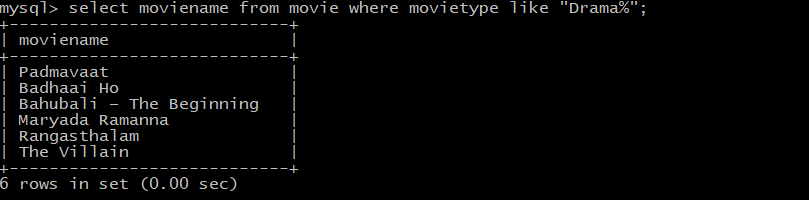 mysql> select moviename from movie where movietype like "Drama%";
+----------------------------+
| moviename                  |
+----------------------------+
| Padmavaat                  |
| Badhaai Ho                 |
| Bahubali – The Beginning   |
| Maryada Ramanna            |
| Rangasthalam               |
| The Villain                |
+----------------------------+
6 rows in set (0.00 sec)